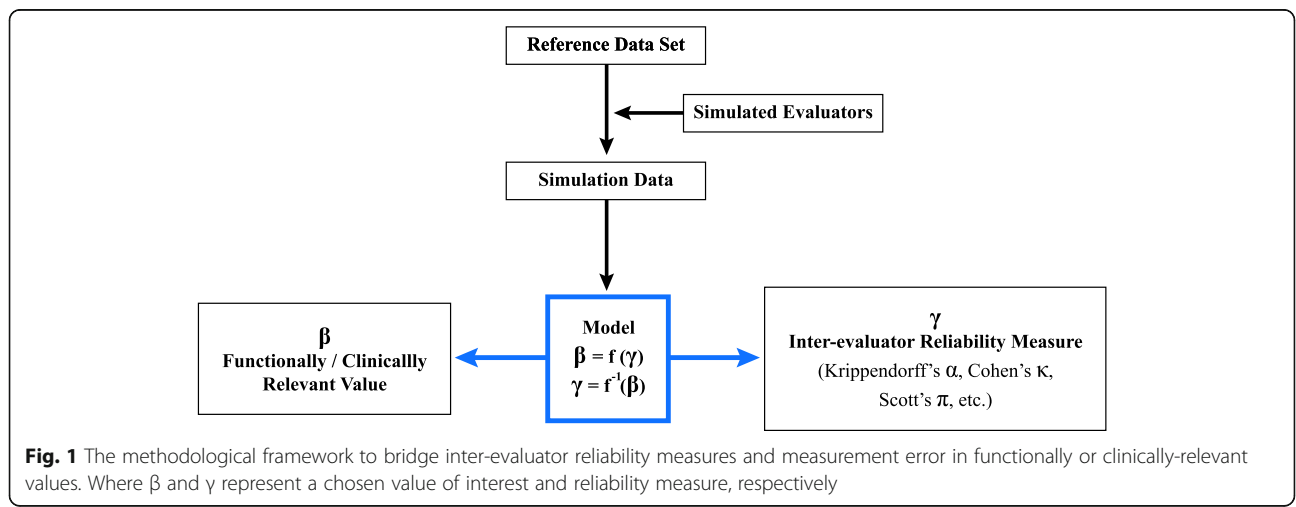 Reference Data Set
Simulated Evaluators
Simulation Data
β
Functionally / Clinicallly
Relevant Value
Model
β = f (γ)
γ = f⁻¹(β)
γ
Inter-evaluator Reliability Measure
(Krippendorff’s α, Cohen’s κ,
Scott’s π, etc.)
Fig. 1 The methodological framework to bridge inter-evaluator reliability measures and measurement error in functionally or clinically-relevant
values. Where β and γ represent a chosen value of interest and reliability measure, respectively